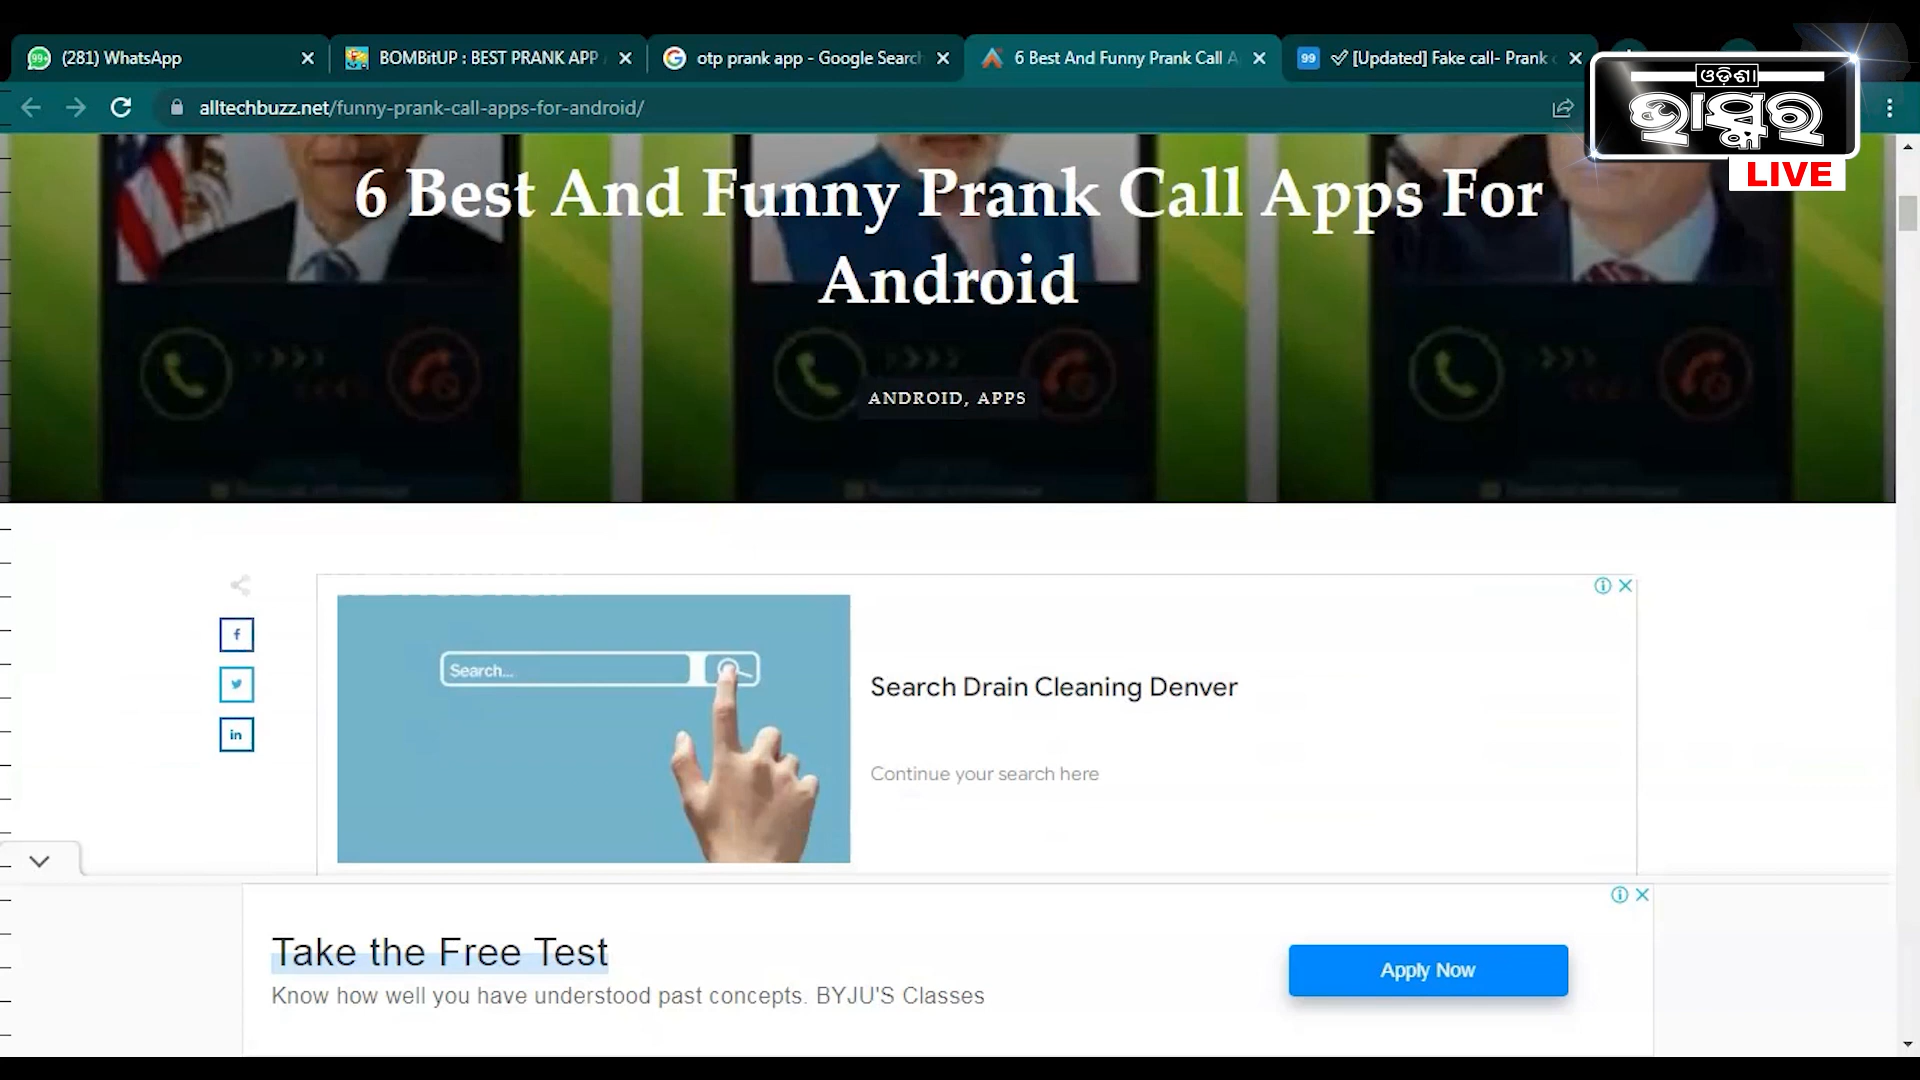 (281) WhatsApp
BOMBitUP : BEST PRANK APP
otp prank app - Google Search
6 Best And Funny Prank Call A
[Updated] Fake call- Prank c
ଓଡ଼ିଶା
ଭାସ୍କର
LIVE
alltechbuzz.net/funny-prank-call-apps-for-android/
6 Best And Funny Prank Call Apps For
Android
ANDROID, APPS
Search...
Search Drain Cleaning Denver
Continue your search here
Take the Free Test
Know how well you have understood past concepts. BYJU'S Classes
Apply Now